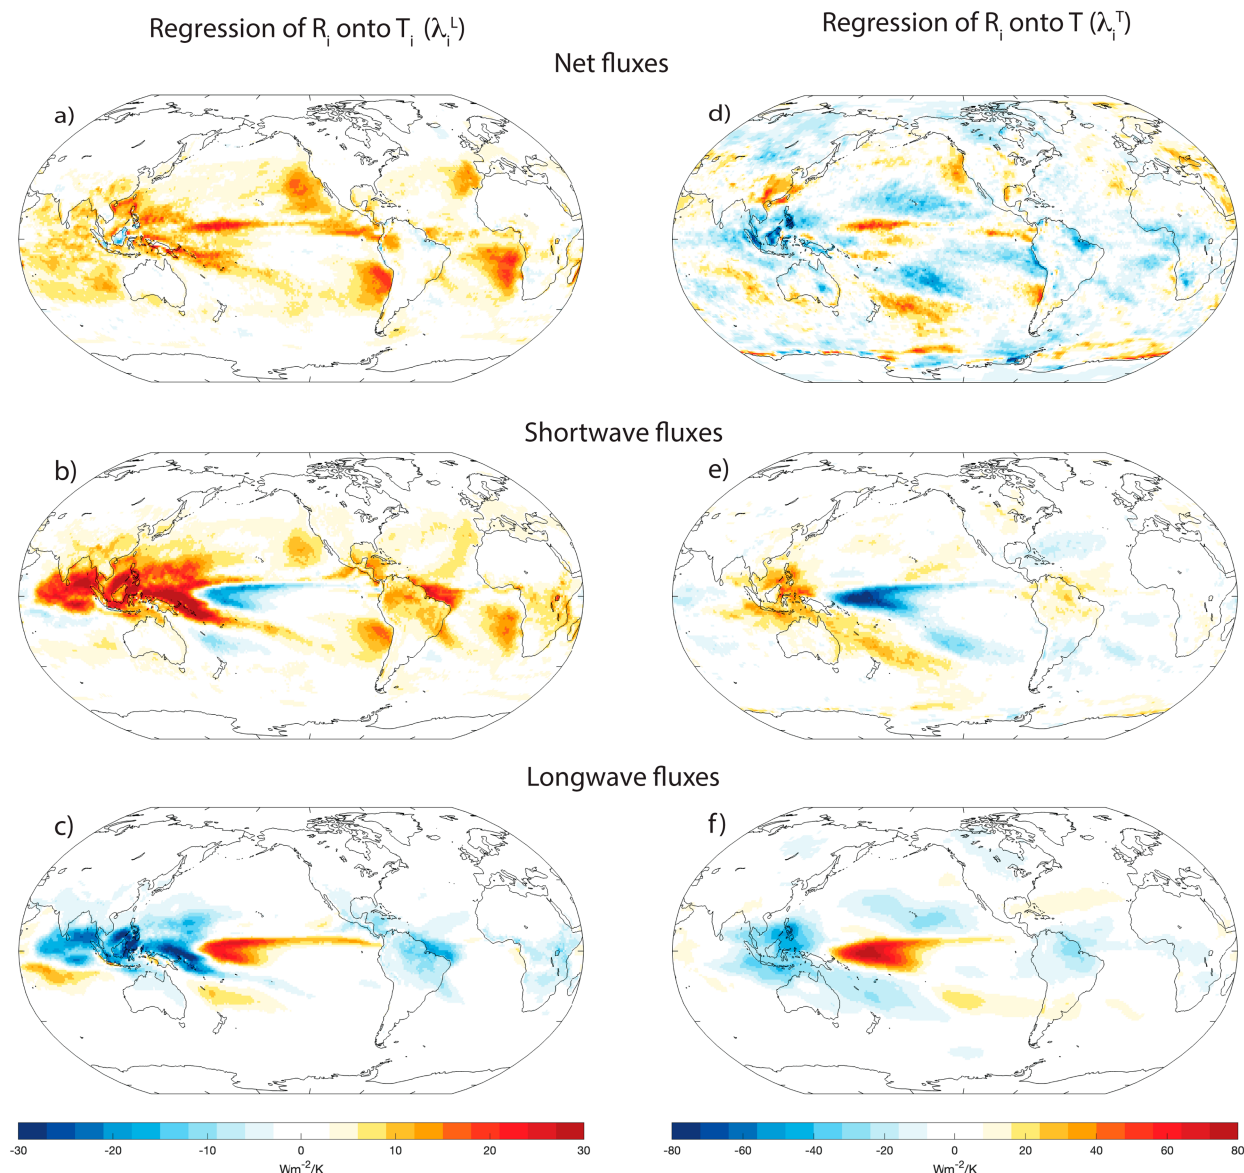 Regression of Rᵢ onto Tᵢ (λᵢᴸ)
Regression of Rᵢ onto T (λᵢᵀ)
Net fluxes
a)
d)
Shortwave fluxes
b)
e)
Longwave fluxes
c)
f)
-30 -20 -10 0 10 20 30
Wm⁻²/K
-80 -60 -40 -20 0 20 40 60 80
Wm⁻²/K